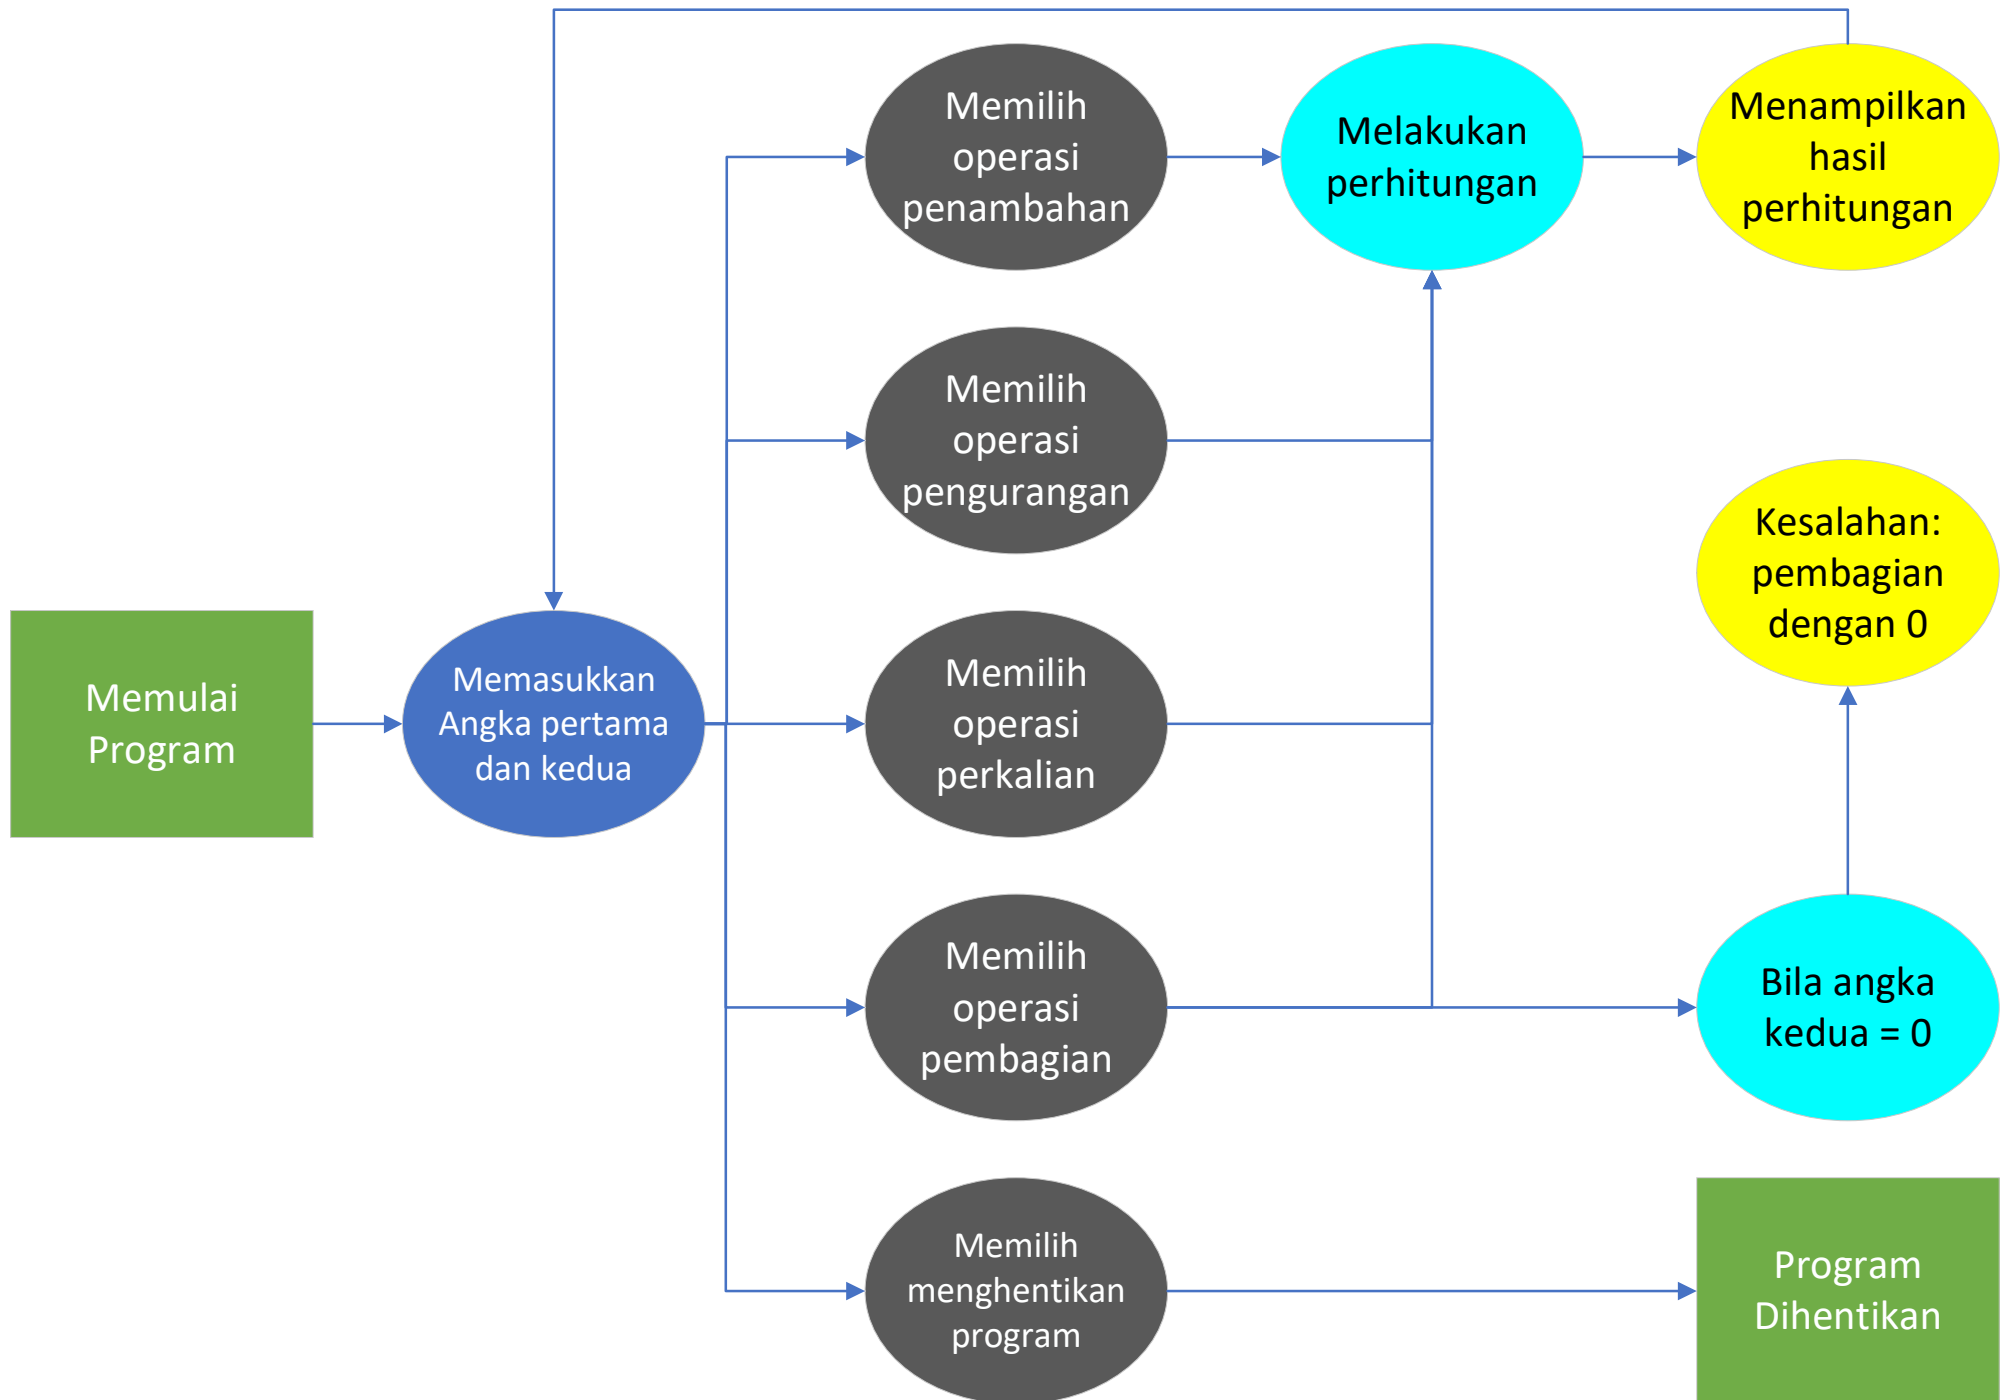 Memilih
operasi
penambahan
Melakukan
perhitungan
Menampilkan
hasil
perhitungan
Memilih
operasi
pengurangan
Kesalahan:
pembagian
dengan 0
Memulai
Program
Memasukkan
Angka pertama
dan kedua
Memilih
operasi
perkalian
Memilih
operasi
pembagian
Bila angka
kedua = 0
Memilih
menghentikan
program
Program
Dihentikan